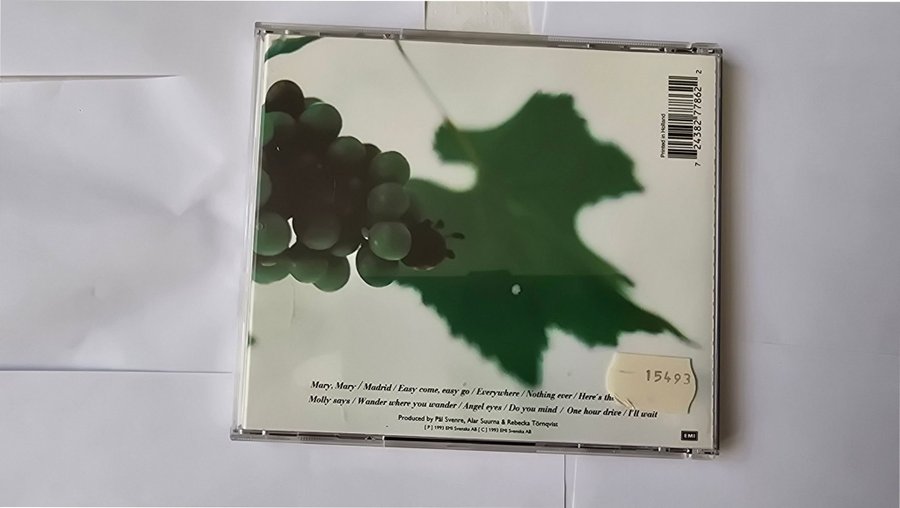 Printed in Holland
7 24382 77862 2
15493
Mary, Mary / Madrid / Easy come, easy go / Everywhere / Nothing ever / Here's the
Molly says / Wander where you wander / Angel eyes / Do you mind / One hour drive / I'll wait
Produced by Pål Svenre, Alar Suurna & Rebecka Törnqvist
[ P ] 1993 EMI Svenska AB [ C ] 1993 EMI Svenska AB
EMI